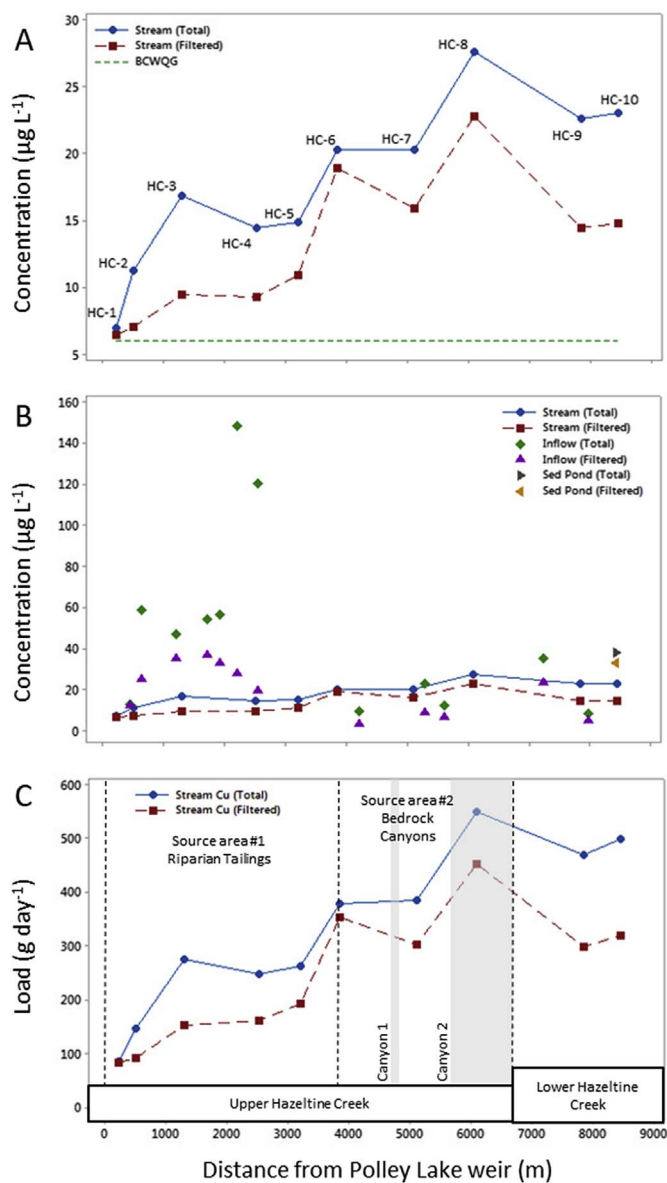 A
Concentration (µg L-1)
Stream (Total)
Stream (Filtered)
BCWQG
30
25
20
15
10
5
HC-1
HC-2
HC-3
HC-4
HC-5
HC-6
HC-7
HC-8
HC-9
HC-10
B
Concentration (µg L-1)
160
140
120
100
80
60
40
20
0
Stream (Total)
Stream (Filtered)
Inflow (Total)
Inflow (Filtered)
Sed Pond (Total)
Sed Pond (Filtered)
C
Load (g day-1)
600
500
400
300
200
100
0
Stream Cu (Total)
Stream Cu (Filtered)
Source area #1
Riparian Tailings
Source area #2
Bedrock
Canyons
Canyon 1
Canyon 2
Upper Hazeltine Creek
Lower Hazeltine
Creek
0 1000 2000 3000 4000 5000 6000 7000 8000 9000
Distance from Polley Lake weir (m)